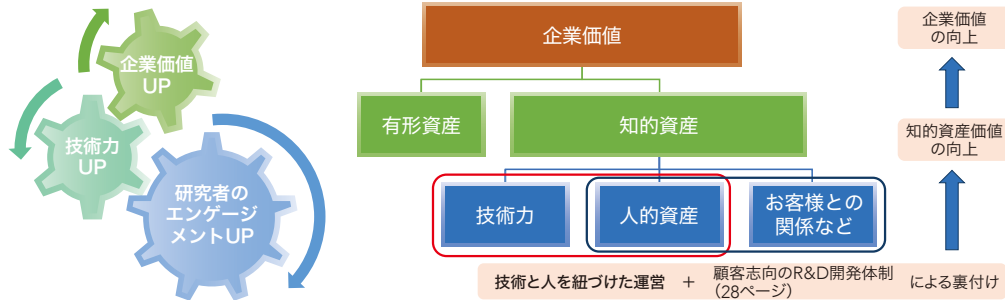 企業価値
UP
技術力
UP
研究者の
エンゲージ
メントUP
企業価値
有形資産
知的資産
技術力
人的資産
お客様との
関係など
企業価値
の向上
知的資産価値
の向上
技術と人を紐づけた運営 + 顧客志向のR&D開発体制 による裏付け
(28ページ)